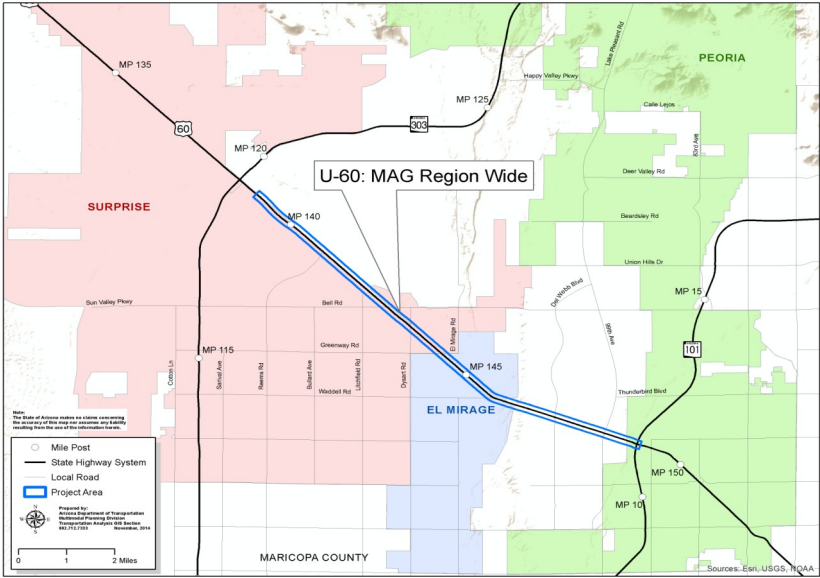 60
MP 135
Lake Pleasant Rd
PEORIA
Happy Valley Pkwy
MP 125
Calle Lejos
303
60
83rd Ave
MP 120
U-60: MAG Region Wide
Deer Valley Rd
SURPRISE
MP 140
Beardsley Rd
Union Hills Dr
Del Webb Blvd
MP 15
Sun Valley Pkwy
Bell Rd
El Mirage Rd
99th Ave
Greenway Rd
MP 115
101
Cotton Ln
Sarival Ave
Reems Rd
Bullard Ave
Litchfield Rd
Dysart Rd
MP 145
Waddell Rd
Thunderbird Blvd
EL MIRAGE
Note:
The State of Arizona makes no claims concerning
the accuracy of this map nor assumes any liability
resulting from the use of the information herein.
Mile Post
State Highway System
Local Road
Project Area
MP 150
MP 10
N
W
E
S
Prepared by:
Arizona Department of Transportation
Multimodal Planning Division
Transportation Analysis GIS Section
602.712.7333 November, 2014
0 1 2 Miles
MARICOPA COUNTY
Sources: Esri, USGS, NOAA